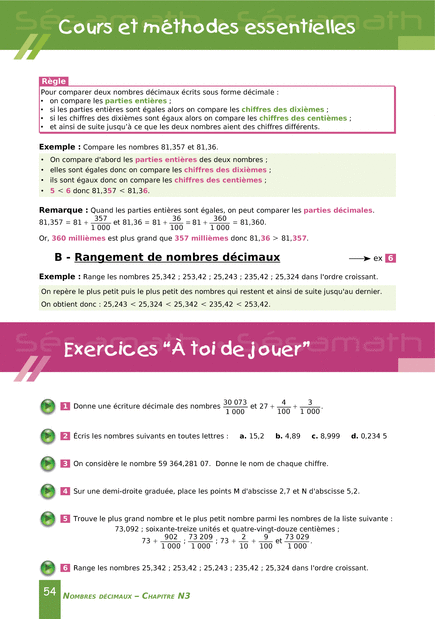 Sésamath
Cours et méthodes essentielles
Règle
Pour comparer deux nombres décimaux écrits sous forme décimale :
• on compare les parties entières ;
• si les parties entières sont égales alors on compare les chiffres des dixièmes ;
• si les chiffres des dixièmes sont égaux alors on compare les chiffres des centièmes ;
• et ainsi de suite jusqu'à ce que les deux nombres aient des chiffres différents.
Exemple : Compare les nombres 81,357 et 81,36.
• On compare d'abord les parties entières des deux nombres ;
• elles sont égales donc on compare les chiffres des dixièmes ;
• ils sont égaux donc on compare les chiffres des centièmes ;
• 5 < 6 donc 81,357 < 81,36.
Remarque : Quand les parties entières sont égales, on peut comparer les parties décimales.
81,357 = 81 + 357/1 000 et 81,36 = 81 + 36/100 = 81 + 360/1 000 = 81,360.
Or, 360 millièmes est plus grand que 357 millièmes donc 81,36 > 81,357.
B - Rangement de nombres décimaux
ex 6
Exemple : Range les nombres 25,342 ; 253,42 ; 25,243 ; 235,42 ; 25,324 dans l'ordre croissant.
On repère le plus petit puis le plus petit des nombres qui restent et ainsi de suite jusqu'au dernier.
On obtient donc : 25,243 < 25,324 < 25,342 < 235,42 < 253,42.
Sésamath
Exercices “À toi de jouer”
1 Donne une écriture décimale des nombres 30 073/1 000 et 27 + 4/100 + 3/1 000.
2 Écris les nombres suivants en toutes lettres : a. 15,2 b. 4,89 c. 8,999 d. 0,234 5
3 On considère le nombre 59 364,281 07. Donne le nom de chaque chiffre.
4 Sur une demi-droite graduée, place les points M d'abscisse 2,7 et N d'abscisse 5,2.
5 Trouve le plus grand nombre et le plus petit nombre parmi les nombres de la liste suivante :
73,092 ; soixante-treize unités et quatre-vingt-douze centièmes ;
73 + 902/1 000 ; 73 209/1 000 ; 73 + 2/10 + 9/100 et 73 029/1 000.
6 Range les nombres 25,342 ; 253,42 ; 25,243 ; 235,42 ; 25,324 dans l'ordre croissant.
54 Nombres décimaux – Chapitre N3